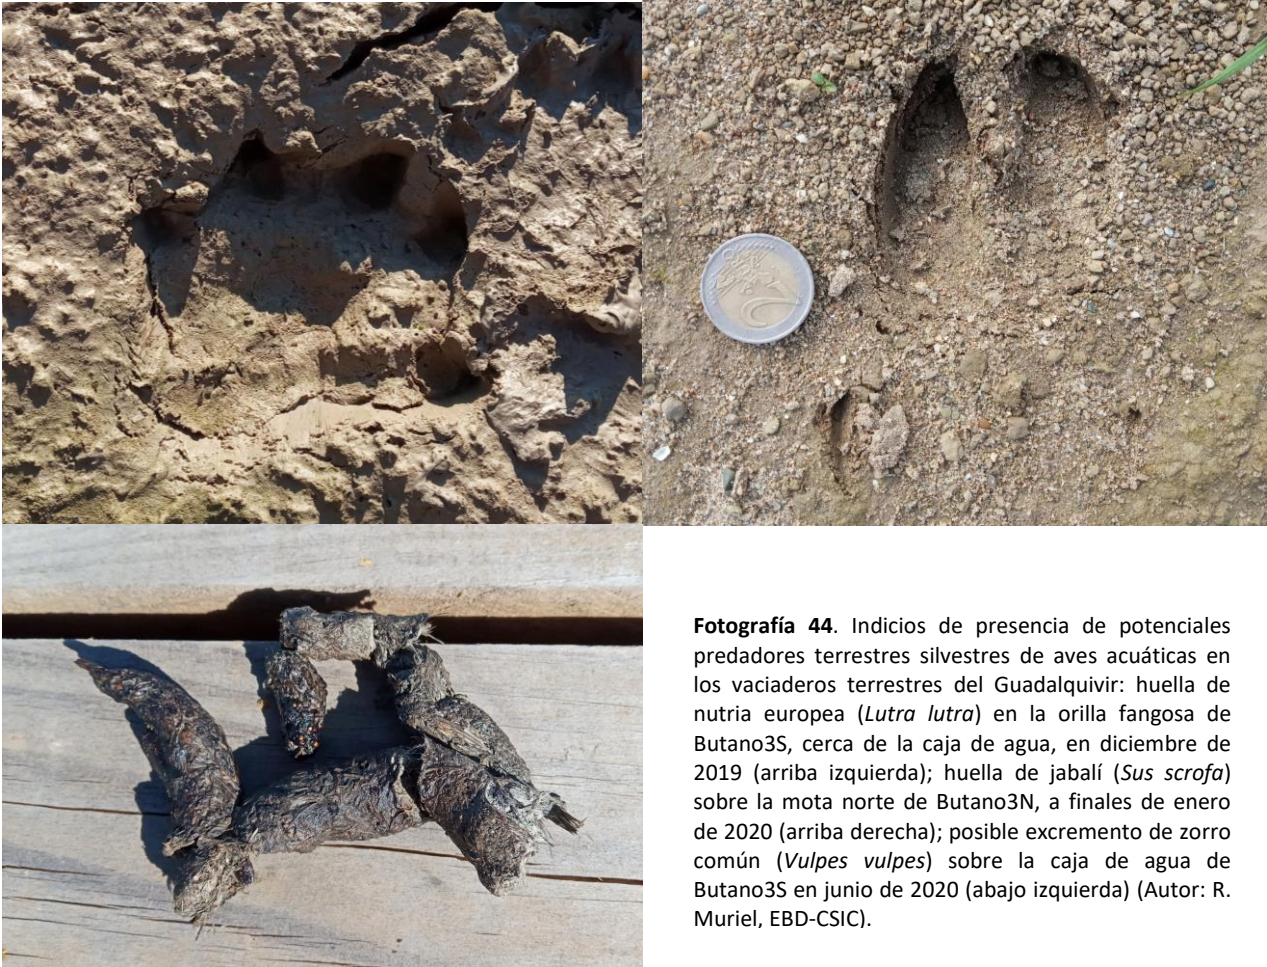 2
Fotografía 44. Indicios de presencia de potenciales
predadores terrestres silvestres de aves acuáticas en
los vaciaderos terrestres del Guadalquivir: huella de
nutria europea (Lutra lutra) en la orilla fangosa de
Butano3S, cerca de la caja de agua, en diciembre de
2019 (arriba izquierda); huella de jabalí (Sus scrofa)
sobre la mota norte de Butano3N, a finales de enero
de 2020 (arriba derecha); posible excremento de zorro
común (Vulpes vulpes) sobre la caja de agua de
Butano3S en junio de 2020 (abajo izquierda) (Autor: R.
Muriel, EBD-CSIC).